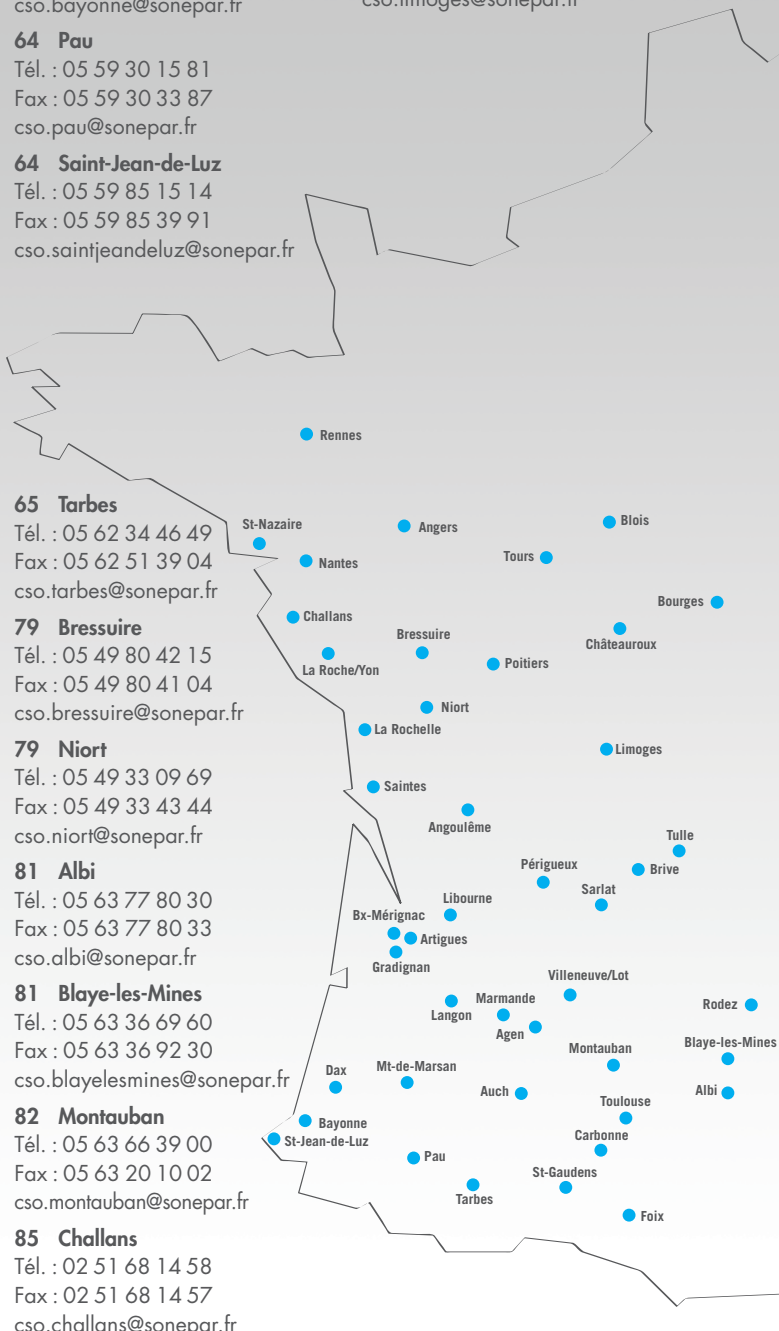 cso.bayonne@sonepar.fr
64 Pau
Tél. : 05 59 30 15 81
Fax : 05 59 30 33 87
cso.pau@sonepar.fr
64 Saint-Jean-de-Luz
Tél. : 05 59 85 15 14
Fax : 05 59 85 39 91
cso.saintjeandeluz@sonepar.fr
65 Tarbes
Tél. : 05 62 34 46 49
Fax : 05 62 51 39 04
cso.tarbes@sonepar.fr
79 Bressuire
Tél. : 05 49 80 42 15
Fax : 05 49 80 41 04
cso.bressuire@sonepar.fr
79 Niort
Tél. : 05 49 33 09 69
Fax : 05 49 33 43 44
cso.niort@sonepar.fr
81 Albi
Tél. : 05 63 77 80 30
Fax : 05 63 77 80 33
cso.albi@sonepar.fr
81 Blaye-les-Mines
Tél. : 05 63 36 69 60
Fax : 05 63 36 92 30
cso.blayelesmines@sonepar.fr
82 Montauban
Tél. : 05 63 66 39 00
Fax : 05 63 20 10 02
cso.montauban@sonepar.fr
85 Challans
Tél. : 02 51 68 14 58
Fax : 02 51 68 14 57
cso.challans@sonepar.fr
cso.limoges@sonepar.fr
Rennes
St-Nazaire
Angers
Blois
Nantes
Tours
Bourges
Challans
Bressuire
Châteauroux
La Roche/Yon
Poitiers
Niort
La Rochelle
Limoges
Saintes
Angoulême
Tulle
Périgueux
Brive
Sarlat
Libourne
Bx-Mérignac
Artigues
Gradignan
Villeneuve/Lot
Marmande
Rodez
Langon
Agen
Blaye-les-Mines
Montauban
Dax
Mt-de-Marsan
Auch
Albi
Toulouse
Bayonne
Carbonne
St-Jean-de-Luz
Pau
St-Gaudens
Tarbes
Foix